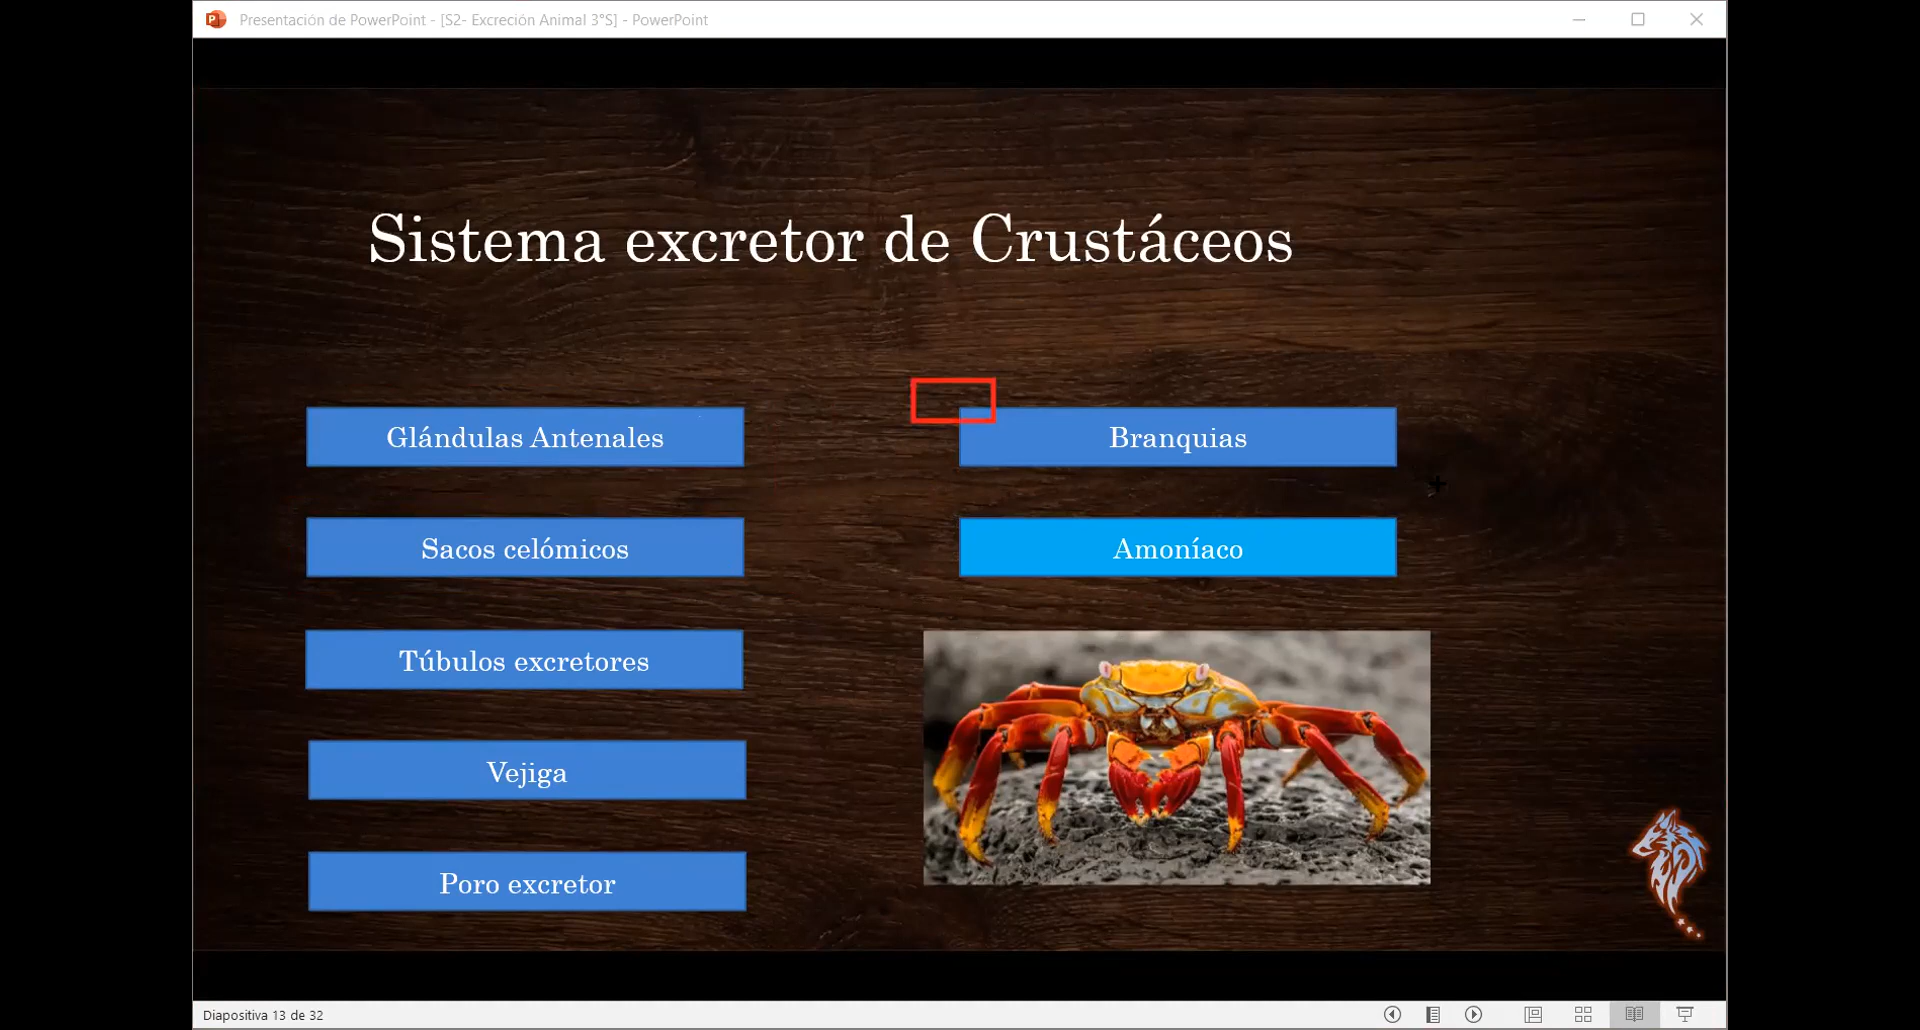 Presentación de PowerPoint - [S2- Excreción Animal 3°S] - PowerPoint
Sistema excretor de Crustáceos
Glándulas Antenales
Sacos celómicos
Túbulos excretores
Vejiga
Poro excretor
Branquias
Amoníaco
Diapositiva 13 de 32